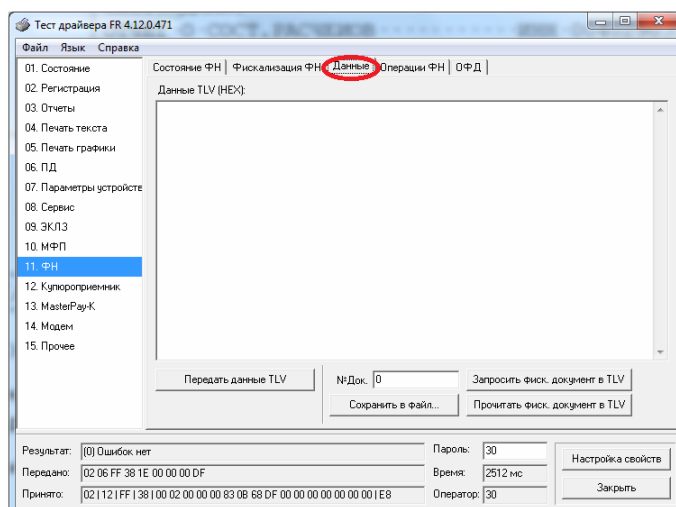 Тест драйвера FR 4.12.0.471
Файл Язык Справка
01. Состояние
02. Регистрация
03. Отчеты
04. Печать текста
05. Печать графики
06. ПД
07. Параметры устройств
08. Сервис
09. ЭКЛЗ
10. МФП
11. ФН
12. Купюроприемник
13. MasterPay-K
14. Модем
15. Прочее
Состояние ФН Фискализация ФН Данные Операции ФН ОФД
Данные TLV (HEX):
Передать данные TLV
№Док. 0
Запросить фиск. документ в TLV
Сохранить в файл...
Прочитать фиск. документ в TLV
Результат: (0) Ошибок нет
Пароль: 30
Настройка свойств
Передано: 02 06 FF 38 1E 00 00 00 DF
Время: 2512 мс
Принято: 02 | 12 | FF | 38 | 00 02 00 00 00 83 0B 68 DF 00 00 00 00 00 00 00 | E8
Оператор: 30
Закрыть